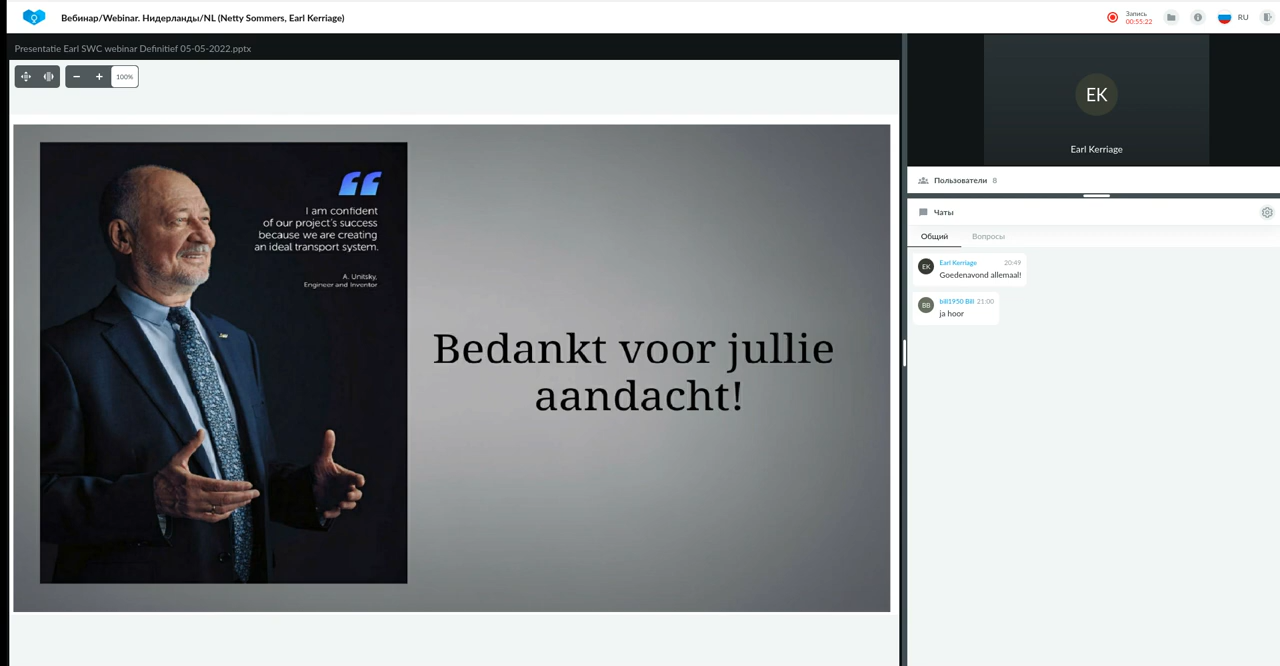 Вебинар/Webinar. Нидерланды/NL (Netty Sommers, Earl Kerriage)
Запись
00:55:22
RU
Presentatie Earl SWC webinar Definitief 05-05-2022.pptx
100%
I am confident
of our project's success
because we are creating
an ideal transport system.
A. Unitsky,
Engineer and Inventor
Bedankt voor jullie
aandacht!
EK
Earl Kerriage
Пользователи 8
Чаты
Общий Вопросы
EK
Earl Kerriage 20:49
Goedenavond allemaal!
BB
bill1950 Bill 21:00
ja hoor